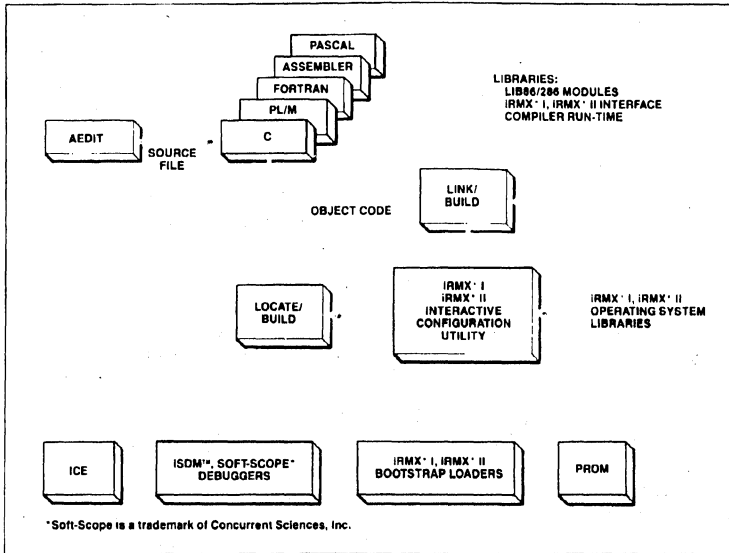 PASCAL
ASSEMBLER
FORTRAN
PL/M
C
AEDIT
SOURCE
FILE
LIBRARIES:
LIB86/286 MODULES
iRMX* I, iRMX* II INTERFACE
COMPILER RUN-TIME
LINK/
BUILD
OBJECT CODE
LOCATE/
BUILD
iRMX* I
iRMX* II
INTERACTIVE
CONFIGURATION
UTILITY
iRMX* I, iRMX* II
OPERATING SYSTEM
LIBRARIES
ICE
iSDM™, SOFT-SCOPE*
DEBUGGERS
iRMX* I, iRMX* II
BOOTSTRAP LOADERS
PROM
*Soft-Scope is a trademark of Concurrent Sciences, Inc.